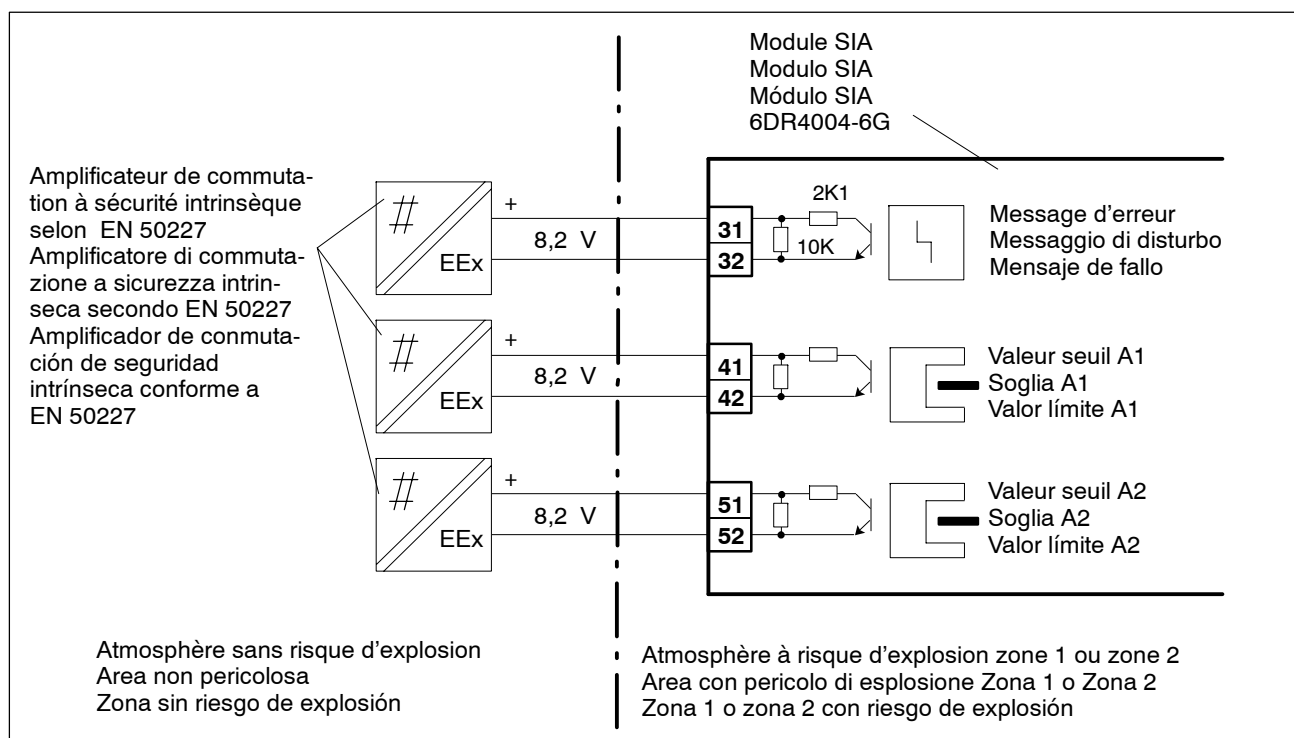 Module SIA
Modulo SIA
Módulo SIA
6DR4004-6G
Amplificateur de commuta-
tion à sécurité intrinsèque
selon EN 50227
Amplificatore di commuta-
zione a sicurezza intrin-
seca secondo EN 50227
Amplificador de conmuta-
ción de seguridad
intrínseca conforme a
EN 50227
+
8,2 V
EEx
31
32
2K1
10K
Message d'erreur
Messaggio di disturbo
Mensaje de fallo
+
8,2 V
EEx
41
42
Valeur seuil A1
Soglia A1
Valor límite A1
+
8,2 V
EEx
51
52
Valeur seuil A2
Soglia A2
Valor límite A2
Atmosphère sans risque d'explosion
Area non pericolosa
Zona sin riesgo de explosión
Atmosphère à risque d'explosion zone 1 ou zone 2
Area con pericolo di esplosione Zona 1 o Zona 2
Zona 1 o zona 2 con riesgo de explosión